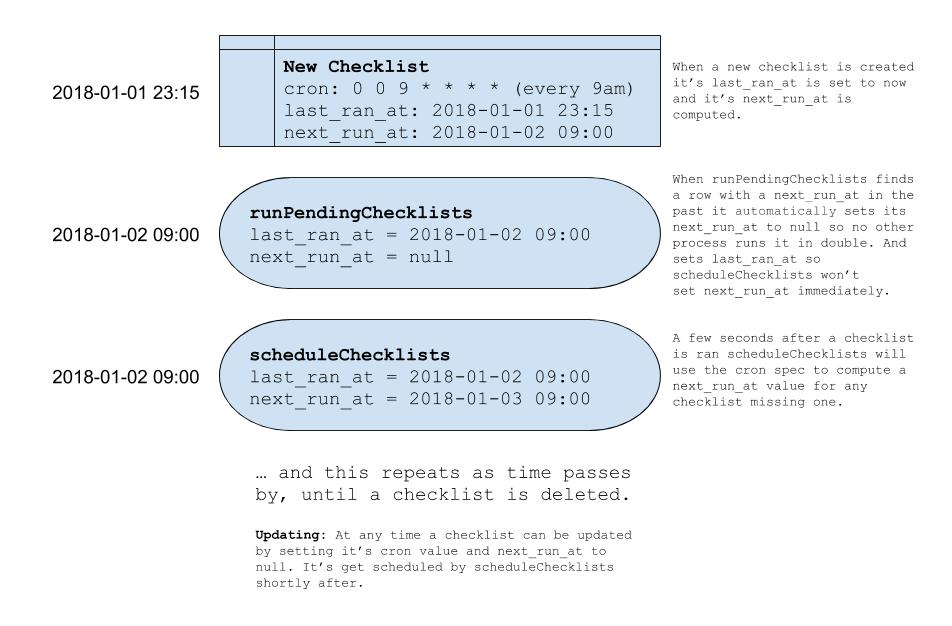 2018-01-01 23:15
New Checklist
cron: 0 0 9 * * * * (every 9am)
last_ran_at: 2018-01-01 23:15
next_run_at: 2018-01-02 09:00
When a new checklist is created
it's last_ran_at is set to now
and it's next_run_at is
computed.
2018-01-02 09:00
runPendingChecklists
last_ran_at = 2018-01-02 09:00
next_run_at = null
When runPendingChecklists finds
a row with a next_run_at in the
past it automatically sets its
next_run_at to null so no other
process runs it in double. And
sets last_ran_at so
scheduleChecklists won't
set next_run_at immediately.
2018-01-02 09:00
scheduleChecklists
last_ran_at = 2018-01-02 09:00
next_run_at = 2018-01-03 09:00
A few seconds after a checklist
is ran scheduleChecklists will
use the cron spec to compute a
next_run_at value for any
checklist missing one.
… and this repeats as time passes
by, until a checklist is deleted.
Updating: At any time a checklist can be updated
by setting it's cron value and next_run_at to
null. It's get scheduled by scheduleChecklists
shortly after.